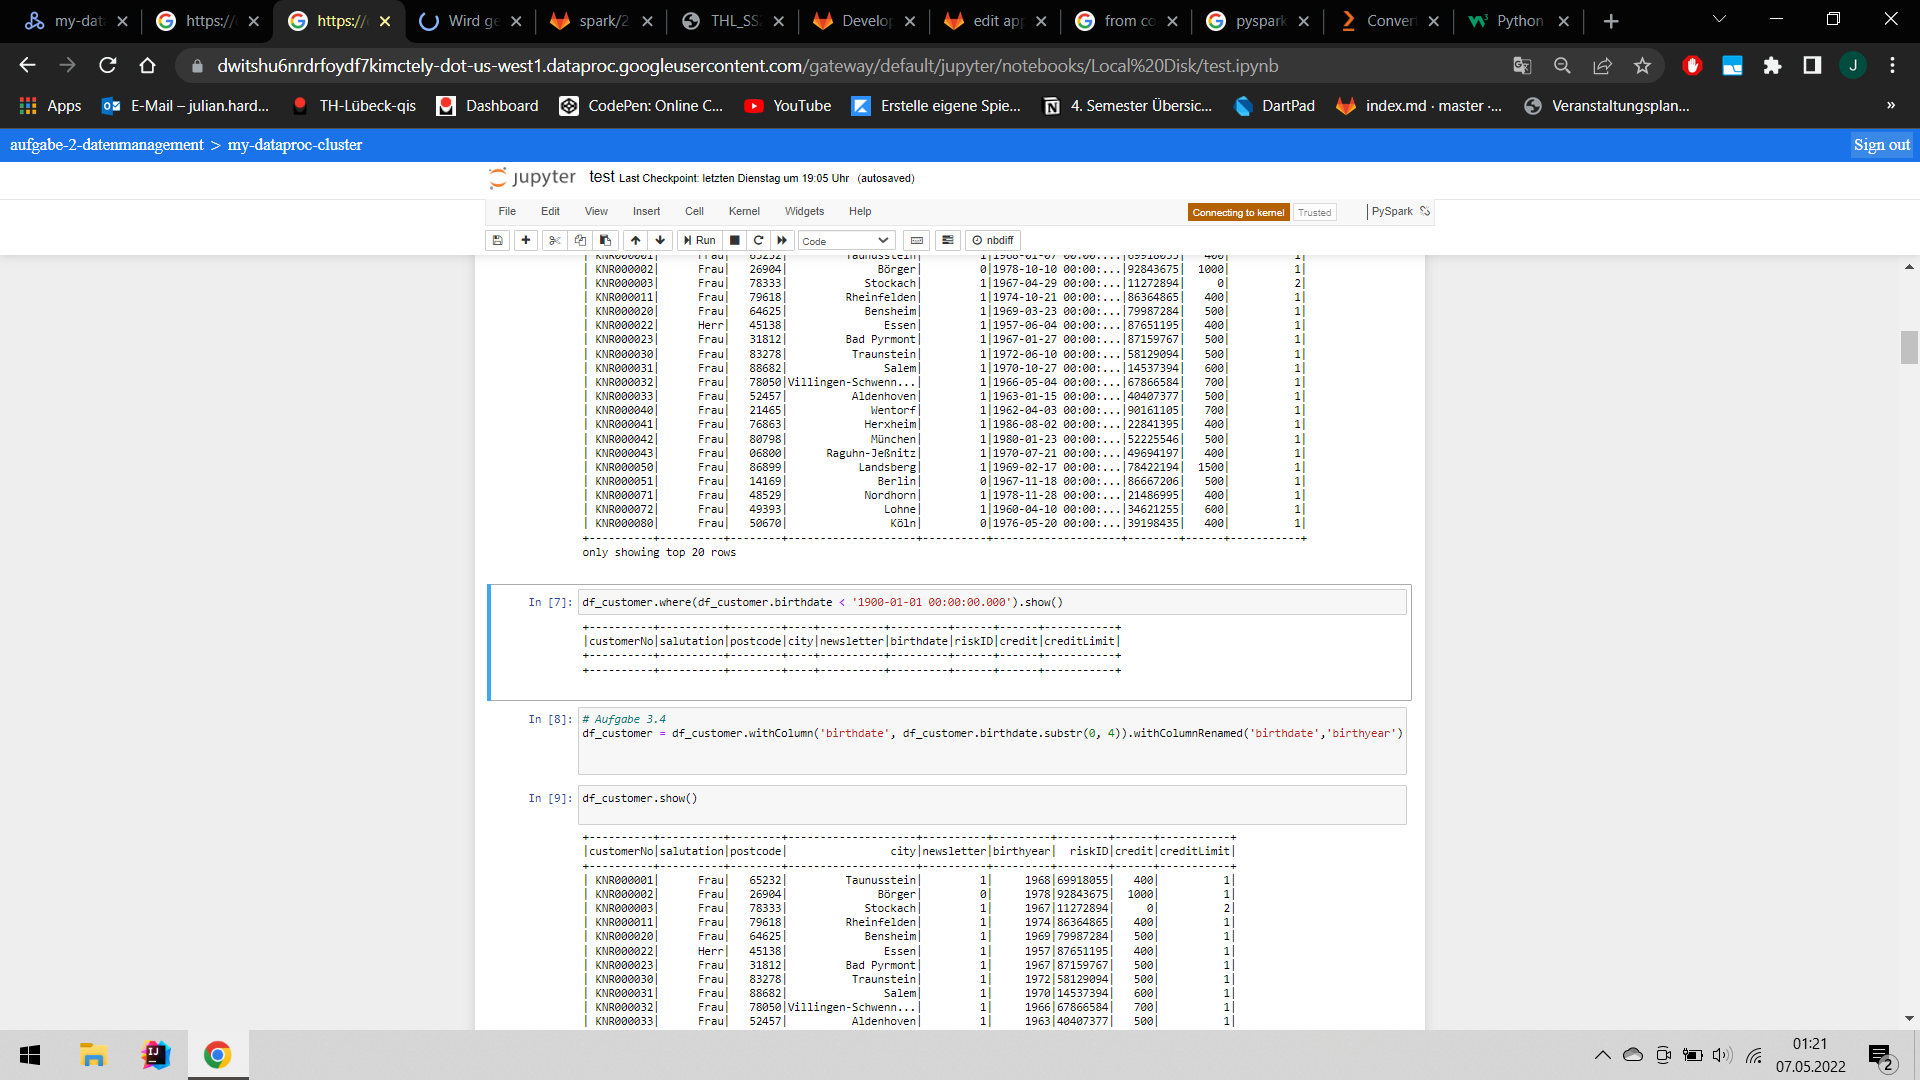 my-dat
https://
https://
Wird ge
spark/2
THL_SS2
Develop
edit app
from co
pyspark
Convert
Python
dwitshu6nrdrfoydf7kimctely-dot-us-west1.dataproc.googleusercontent.com/gateway/default/jupyter/notebooks/Local%20Disk/test.ipynb
J
Apps
E-Mail – julian.hard...
TH-Lübeck-qis
Dashboard
CodePen: Online C...
YouTube
Erstelle eigene Spie...
4. Semester Übersic...
DartPad
index.md · master ·...
Veranstaltungsplan...
»
aufgabe-2-datenmanagement > my-dataproc-cluster
Sign out
jupyter test Last Checkpoint: letzten Dienstag um 19:05 Uhr (autosaved)
File Edit View Insert Cell Kernel Widgets Help
Connecting to kernel Trusted PySpark
Run Code nbdiff
| KNR000001| Frau| 65232| Taunusstein| 1|1968-01-07 00:00:...|69918055| 400| 1|
| KNR000002| Frau| 26904| Börger| 0|1978-10-10 00:00:...|92843675| 1000| 1|
| KNR000003| Frau| 78333| Stockach| 1|1967-04-29 00:00:...|11272894| 0| 2|
| KNR000011| Frau| 79618| Rheinfelden| 1|1974-10-21 00:00:...|86364865| 400| 1|
| KNR000020| Frau| 64625| Bensheim| 1|1969-03-23 00:00:...|79987284| 500| 1|
| KNR000022| Herr| 45138| Essen| 1|1957-06-04 00:00:...|87651195| 400| 1|
| KNR000023| Frau| 31812| Bad Pyrmont| 1|1967-01-27 00:00:...|87159767| 500| 1|
| KNR000030| Frau| 83278| Traunstein| 1|1972-06-10 00:00:...|58129094| 500| 1|
| KNR000031| Frau| 88682| Salem| 1|1970-10-27 00:00:...|14537394| 600| 1|
| KNR000032| Frau| 78050|Villingen-Schwenn...| 1|1966-05-04 00:00:...|67866584| 700| 1|
| KNR000033| Frau| 52457| Aldenhoven| 1|1963-01-15 00:00:...|40407377| 500| 1|
| KNR000040| Frau| 21465| Wentorf| 1|1962-04-03 00:00:...|90161105| 700| 1|
| KNR000041| Frau| 76863| Herxheim| 1|1986-08-02 00:00:...|22841395| 400| 1|
| KNR000042| Frau| 80798| München| 1|1980-01-23 00:00:...|52225546| 500| 1|
| KNR000043| Frau| 06800| Raguhn-Jeßnitz| 1|1970-07-21 00:00:...|49694197| 400| 1|
| KNR000050| Frau| 86899| Landsberg| 1|1969-02-17 00:00:...|78422194| 1500| 1|
| KNR000051| Frau| 14169| Berlin| 0|1967-11-18 00:00:...|86667206| 500| 1|
| KNR000071| Frau| 48529| Nordhorn| 1|1978-11-28 00:00:...|21486995| 400| 1|
| KNR000072| Frau| 49393| Lohne| 1|1960-04-10 00:00:...|34621255| 600| 1|
| KNR000080| Frau| 50670| Köln| 0|1976-05-20 00:00:...|39198435| 400| 1|
+----------+----------+--------+--------------------+----------+--------------------+--------+------+-----------+
only showing top 20 rows
In [7]: df_customer.where(df_customer.birthdate < '1900-01-01 00:00:00.000').show()
+----------+----------+--------+----+----------+---------+------+------+-----------+
|customerNo|salutation|postcode|city|newsletter|birthdate|riskID|credit|creditLimit|
+----------+----------+--------+----+----------+---------+------+------+-----------+
+----------+----------+--------+----+----------+---------+------+------+-----------+
In [8]: # Aufgabe 3.4
df_customer = df_customer.withColumn('birthdate', df_customer.birthdate.substr(0, 4)).withColumnRenamed('birthdate','birthyear')
In [9]: df_customer.show()
+----------+----------+--------+--------------------+----------+---------+--------+------+-----------+
|customerNo|salutation|postcode| city|newsletter|birthyear| riskID|credit|creditLimit|
+----------+----------+--------+--------------------+----------+---------+--------+------+-----------+
| KNR000001| Frau| 65232| Taunusstein| 1| 1968|69918055| 400| 1|
| KNR000002| Frau| 26904| Börger| 0| 1978|92843675| 1000| 1|
| KNR000003| Frau| 78333| Stockach| 1| 1967|11272894| 0| 2|
| KNR000011| Frau| 79618| Rheinfelden| 1| 1974|86364865| 400| 1|
| KNR000020| Frau| 64625| Bensheim| 1| 1969|79987284| 500| 1|
| KNR000022| Herr| 45138| Essen| 1| 1957|87651195| 400| 1|
| KNR000023| Frau| 31812| Bad Pyrmont| 1| 1967|87159767| 500| 1|
| KNR000030| Frau| 83278| Traunstein| 1| 1972|58129094| 500| 1|
| KNR000031| Frau| 88682| Salem| 1| 1970|14537394| 600| 1|
| KNR000032| Frau| 78050|Villingen-Schwenn...| 1| 1966|67866584| 700| 1|
| KNR000033| Frau| 52457| Aldenhoven| 1| 1963|40407377| 500| 1|
01:21
07.05.2022
2